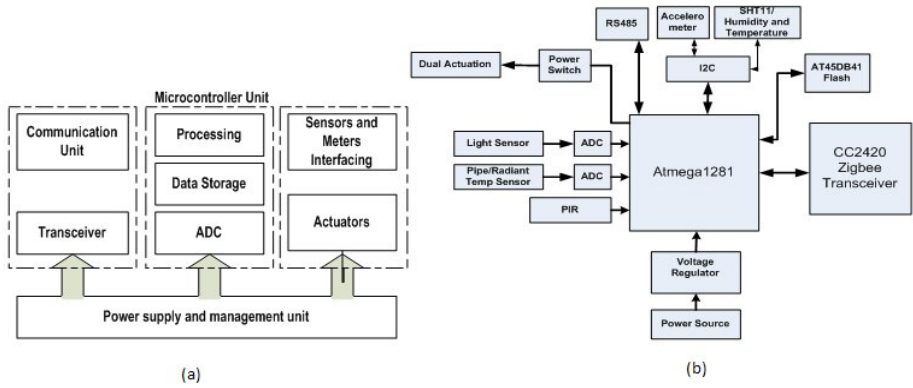 Microcontroller Unit
Communication
Unit
Transceiver
Processing
Data Storage
ADC
Sensors and
Meters
Interfacing
Actuators
Power supply and management unit
(a)
RS485
Accelero
meter
SHT11/
Humidity and
Temperature
Dual Actuation
Power
Switch
I2C
AT45DB41
Flash
Light Sensor
ADC
Pipe/Radiant
Temp Sensor
ADC
PIR
Atmega1281
CC2420
Zigbee
Transceiver
Voltage
Regulator
Power Source
(b)